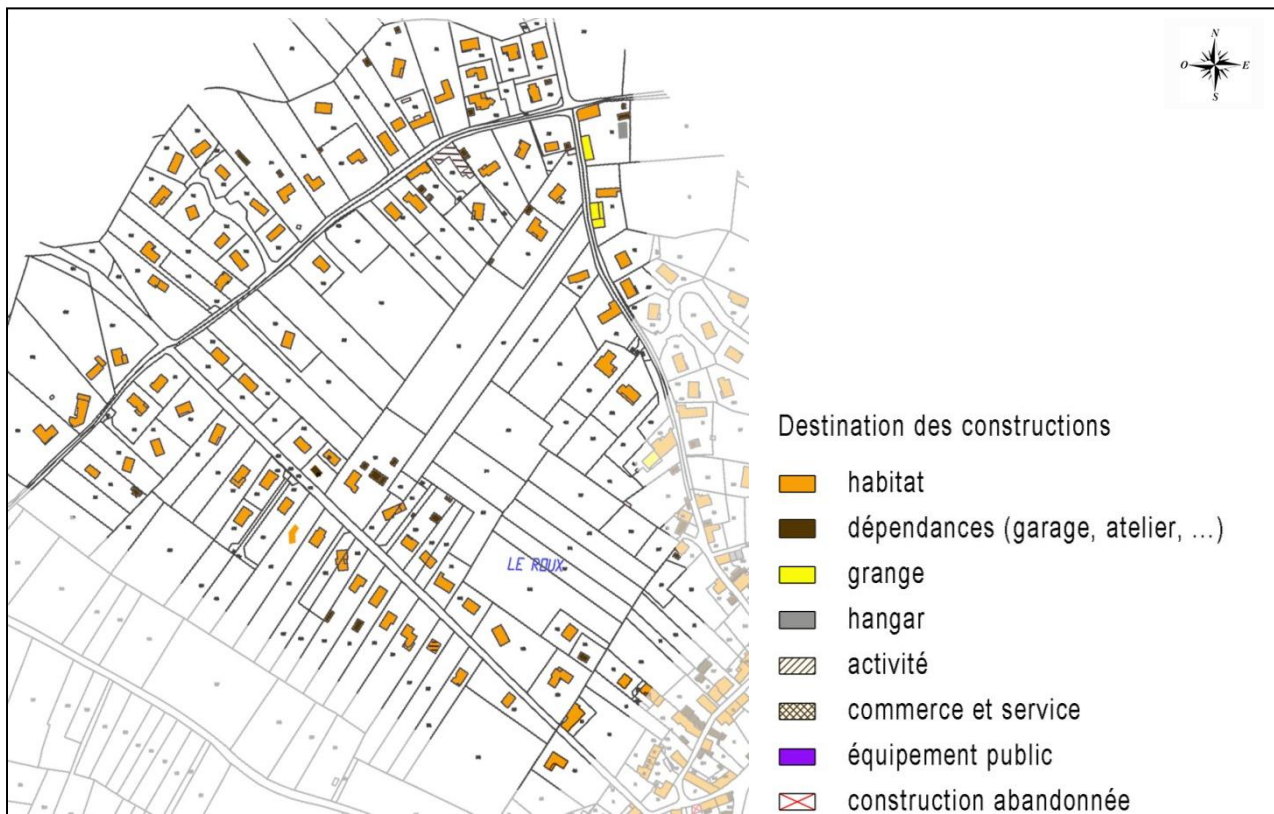 N
O
E
S
LE ROUX
Destination des constructions
habitat
dépendances (garage, atelier, ...)
grange
hangar
activité
commerce et service
équipement public
construction abandonnée